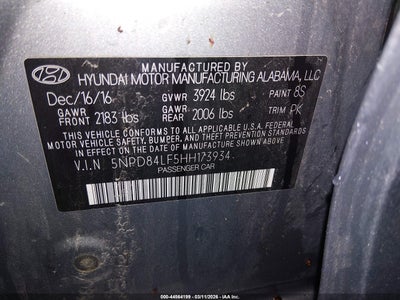 MANUFACTURED BY
HYUNDAI MOTOR MANUFACTURING ALABAMA, LLC
Dec/16/16 GVWR 3924 lbs PAINT 8S
GAWR FRONT 2183 lbs GAWR REAR 2006 lbs TRIM PK
THIS VEHICLE CONFORMS TO ALL APPLICABLE U.S.A FEDERAL
MOTOR VEHICLE SAFETY, BUMPER, AND THEFT PREVENTION STANDARDS
IN EFFECT ON THE DATE OF MANUFACTURE SHOWN ABOVE.
V.I.N 5NPD84LF5HH173934
PASSENGER CAR
000-44564199 - 03/11/2026 - IAA Inc.